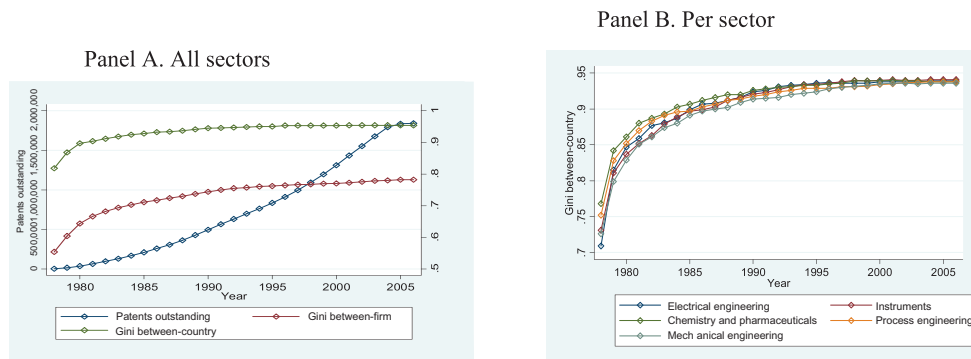 Panel A. All sectors
Patents outstanding
0 500,000 1,000,000 1,500,000 2,000,000
.5 .6 .7 .8 .9 1
1980 1985 1990 1995 2000 2005
Year
Patents outstanding Gini between-firm
Gini between-country
Panel B. Per sector
Gini between-country
.7 .75 .8 .85 .9 .95
1980 1985 1990 1995 2000 2005
Year
Electrical engineering Instruments
Chemistry and pharmaceuticals Process engineering
Mech anical engineering